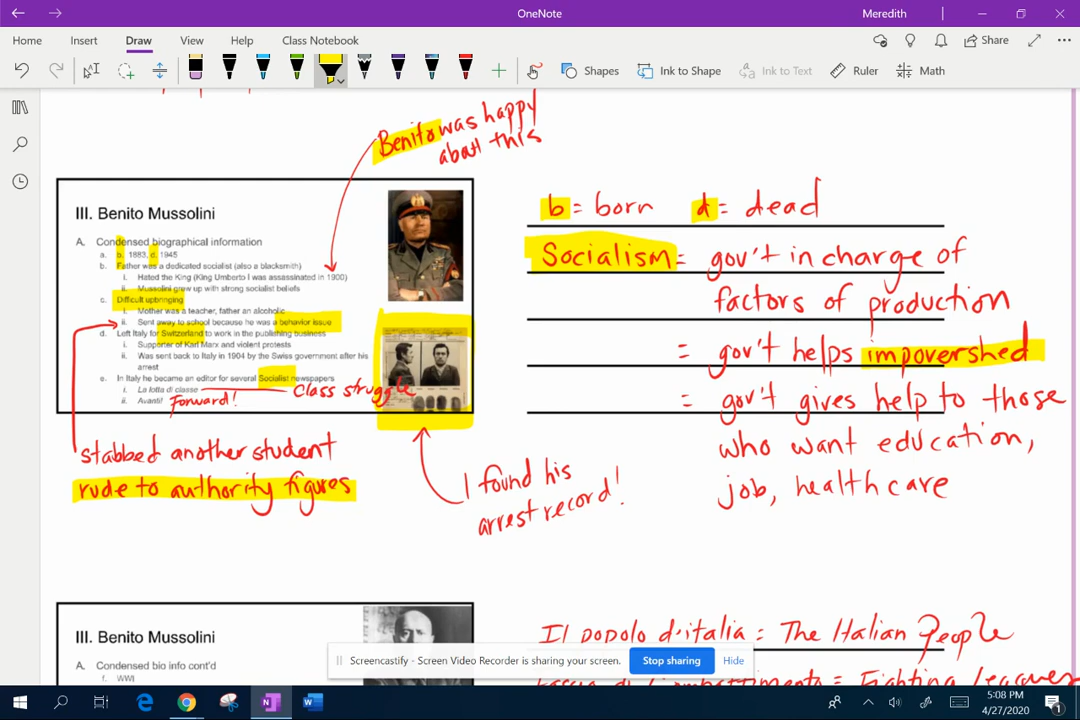 OneNote
Meredith
Home Insert Draw View Help Class Notebook
Share
Shapes Ink to Shape Ink to Text Ruler Math
Benito was happy
about this
III. Benito Mussolini
A. Condensed biographical information
a. b. 1883, d. 1945
b. Father was a dedicated socialist (also a blacksmith)
i. Hated the King (King Umberto I was assassinated in 1900)
ii. Mussolini grew up with strong socialist beliefs
c. Difficult upbringing
i. Mother was a teacher, father an alcoholic
ii. Sent away to school because he was a behavior issue
d. Left Italy for Switzerland to work in the publishing business
i. Supporter of Karl Marx and violent protests
ii. Was sent back to Italy in 1904 by the Swiss government after his
arrest
e. In Italy he became an editor for several Socialist newspapers
i. La lotta di classe
Class struggle
ii. Avanti!
Forward!
stabbed another student
rude to authority figures
I found his
arrest record!
b = born d = dead
Socialism = gov't in charge of
factors of production
= gov't helps impovershed
= gov't gives help to those
who want education,
job, healthcare
III. Benito Mussolini
A. Condensed bio info cont'd
f. WWI
Il popolo d'italia = The Italian People
= Fighting Leagues
Screencastify - Screen Video Recorder is sharing your screen. Stop sharing Hide
5:08 PM
4/27/2020
1